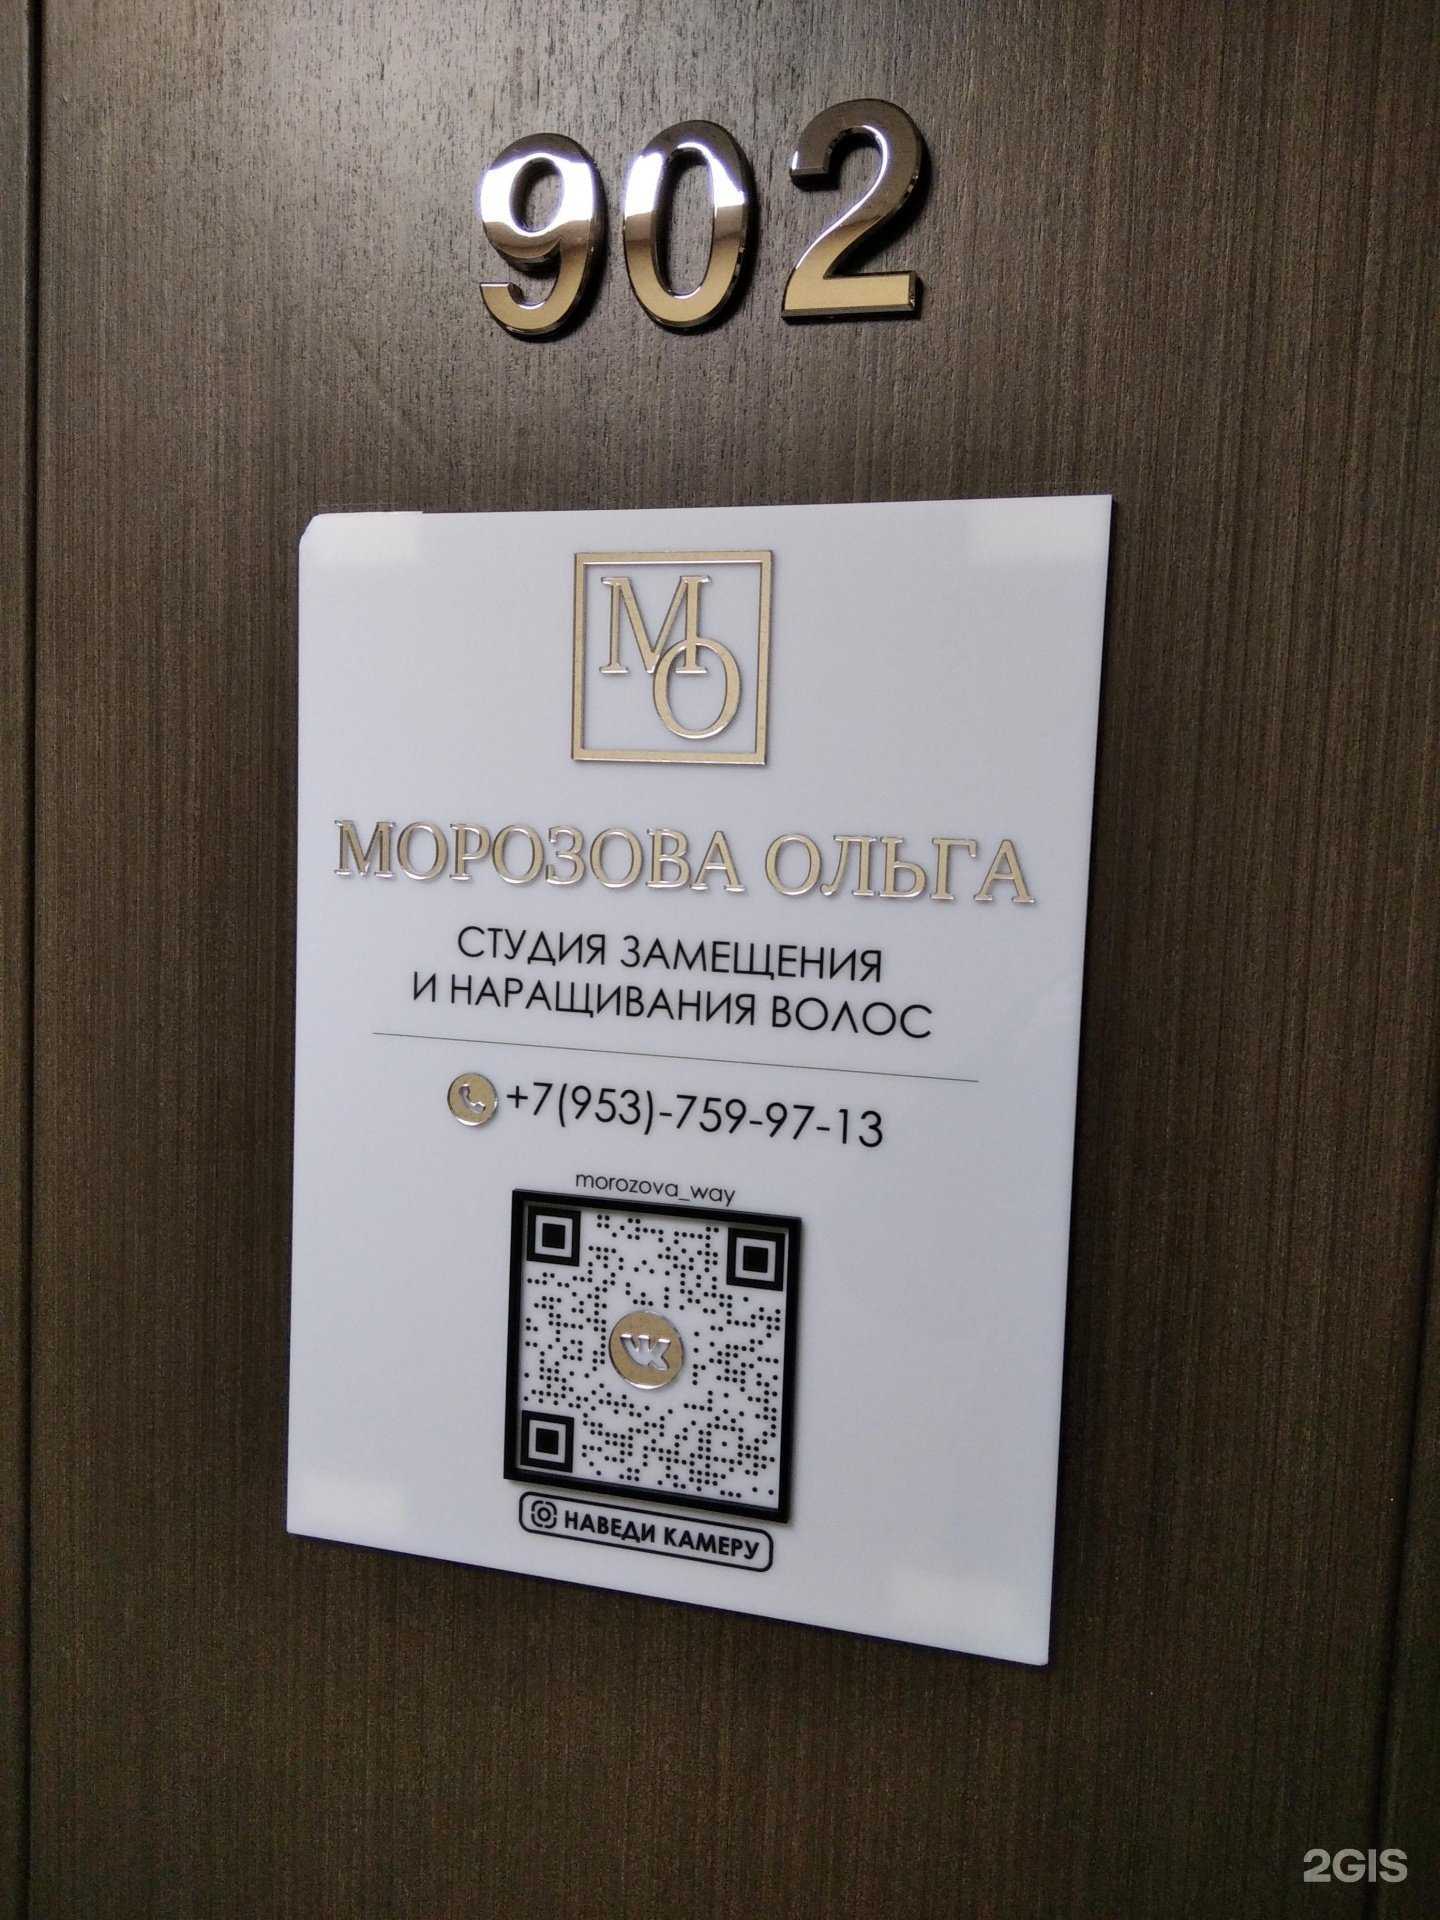 902
МО
МОРОЗОВА ОЛЬГА
СТУДИЯ ЗАМЕЩЕНИЯ
И НАРАЩИВАНИЯ ВОЛОС
+7(953)-759-97-13
morozova_way
НАВЕДИ КАМЕРУ
2GIS